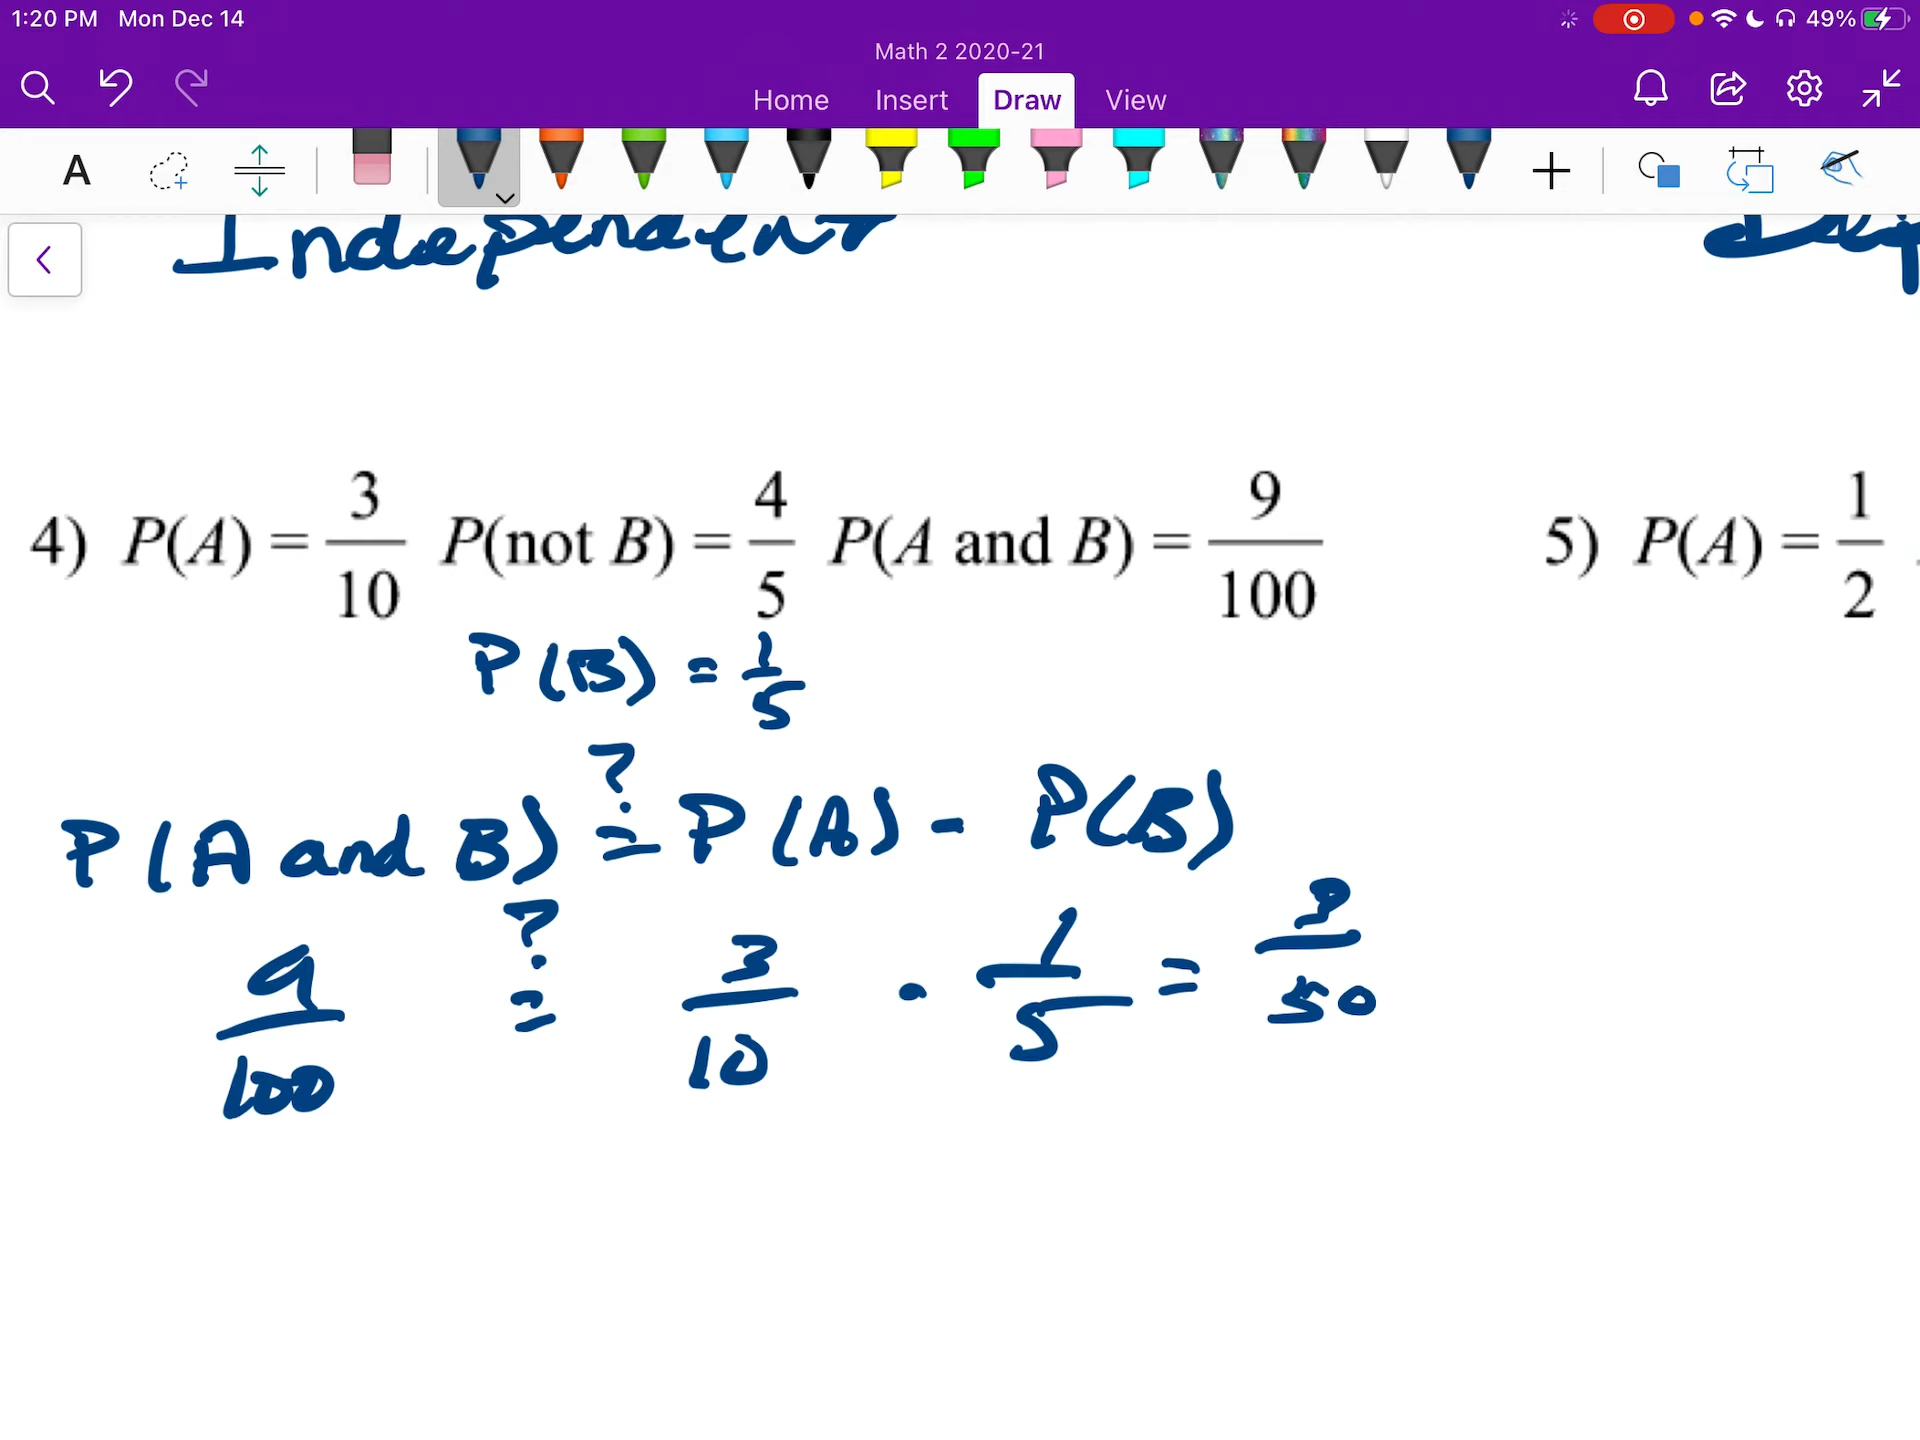 1:20 PM Mon Dec 14 49%
Math 2 2020-21
Home Insert Draw View
A
Independent
4) P(A) = 3/10 P(not B) = 4/5 P(A and B) = 9/100 5) P(A) = 1/2
P(B) = 1/5
P(A and B) ?= P(A) · P(B)
9/100 ?= 3/10 · 1/5 = 3/50